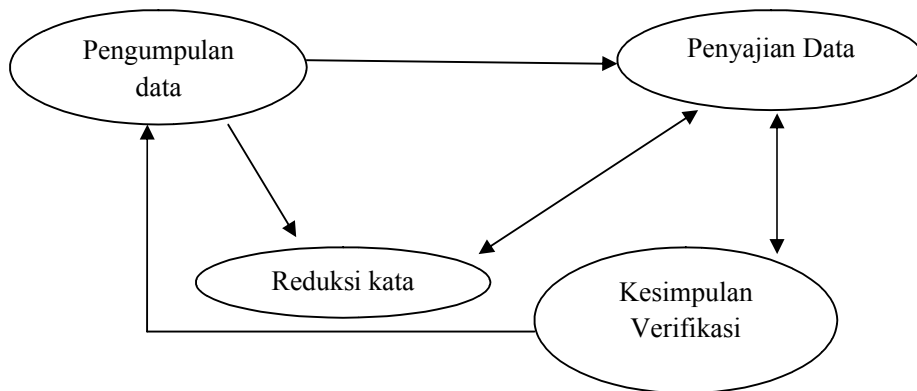 Pengumpulan
data
Penyajian Data
Reduksi kata
Kesimpulan
Verifikasi